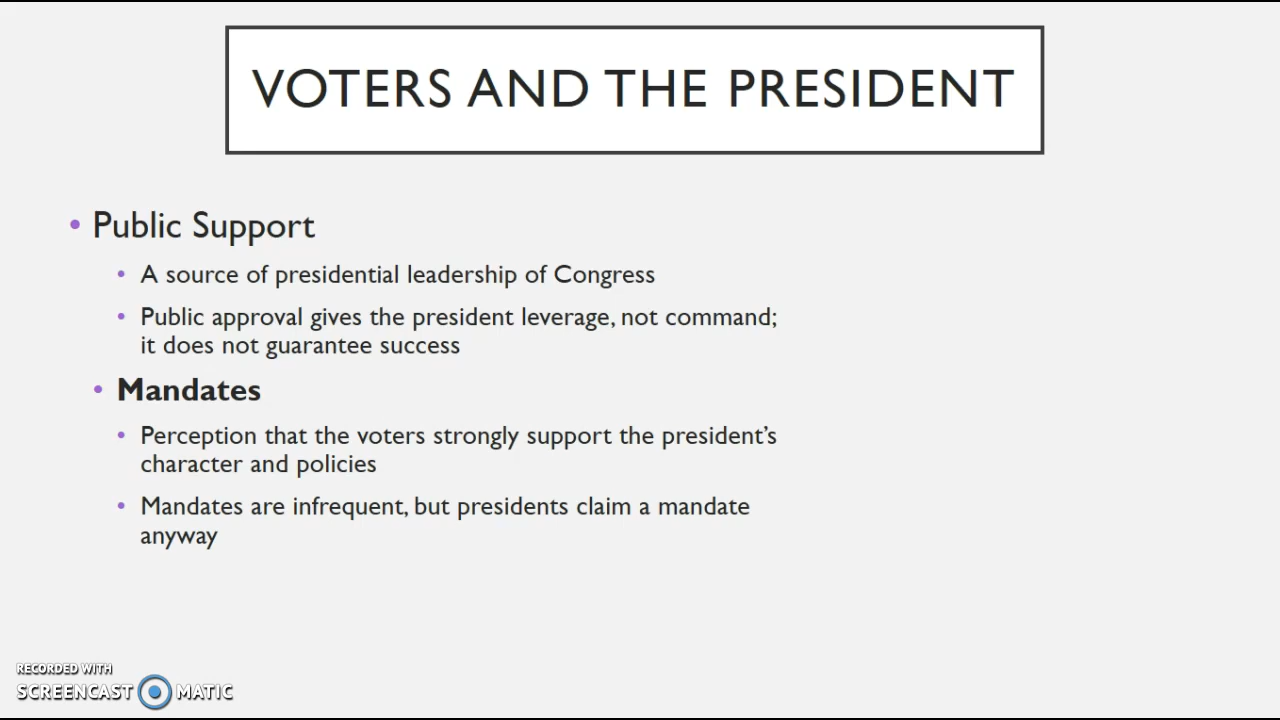 VOTERS AND THE PRESIDENT
• Public Support
• A source of presidential leadership of Congress
• Public approval gives the president leverage, not command;
it does not guarantee success
• Mandates
• Perception that the voters strongly support the president's
character and policies
• Mandates are infrequent, but presidents claim a mandate
anyway
RECORDED WITH
SCREENCAST MATIC